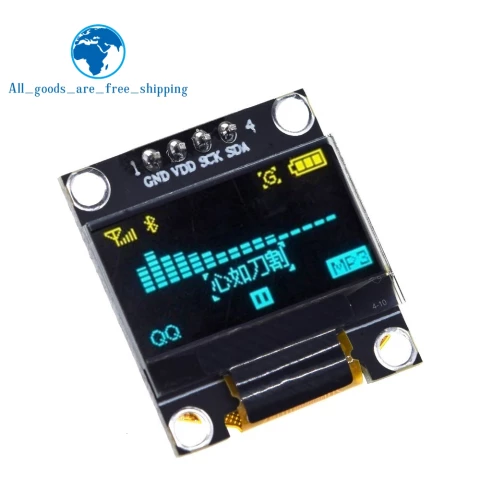 All_goods_are_free_shipping
1 GND VDD SCK SDA 4
G
心如刀割
MP3
QQ
4-10